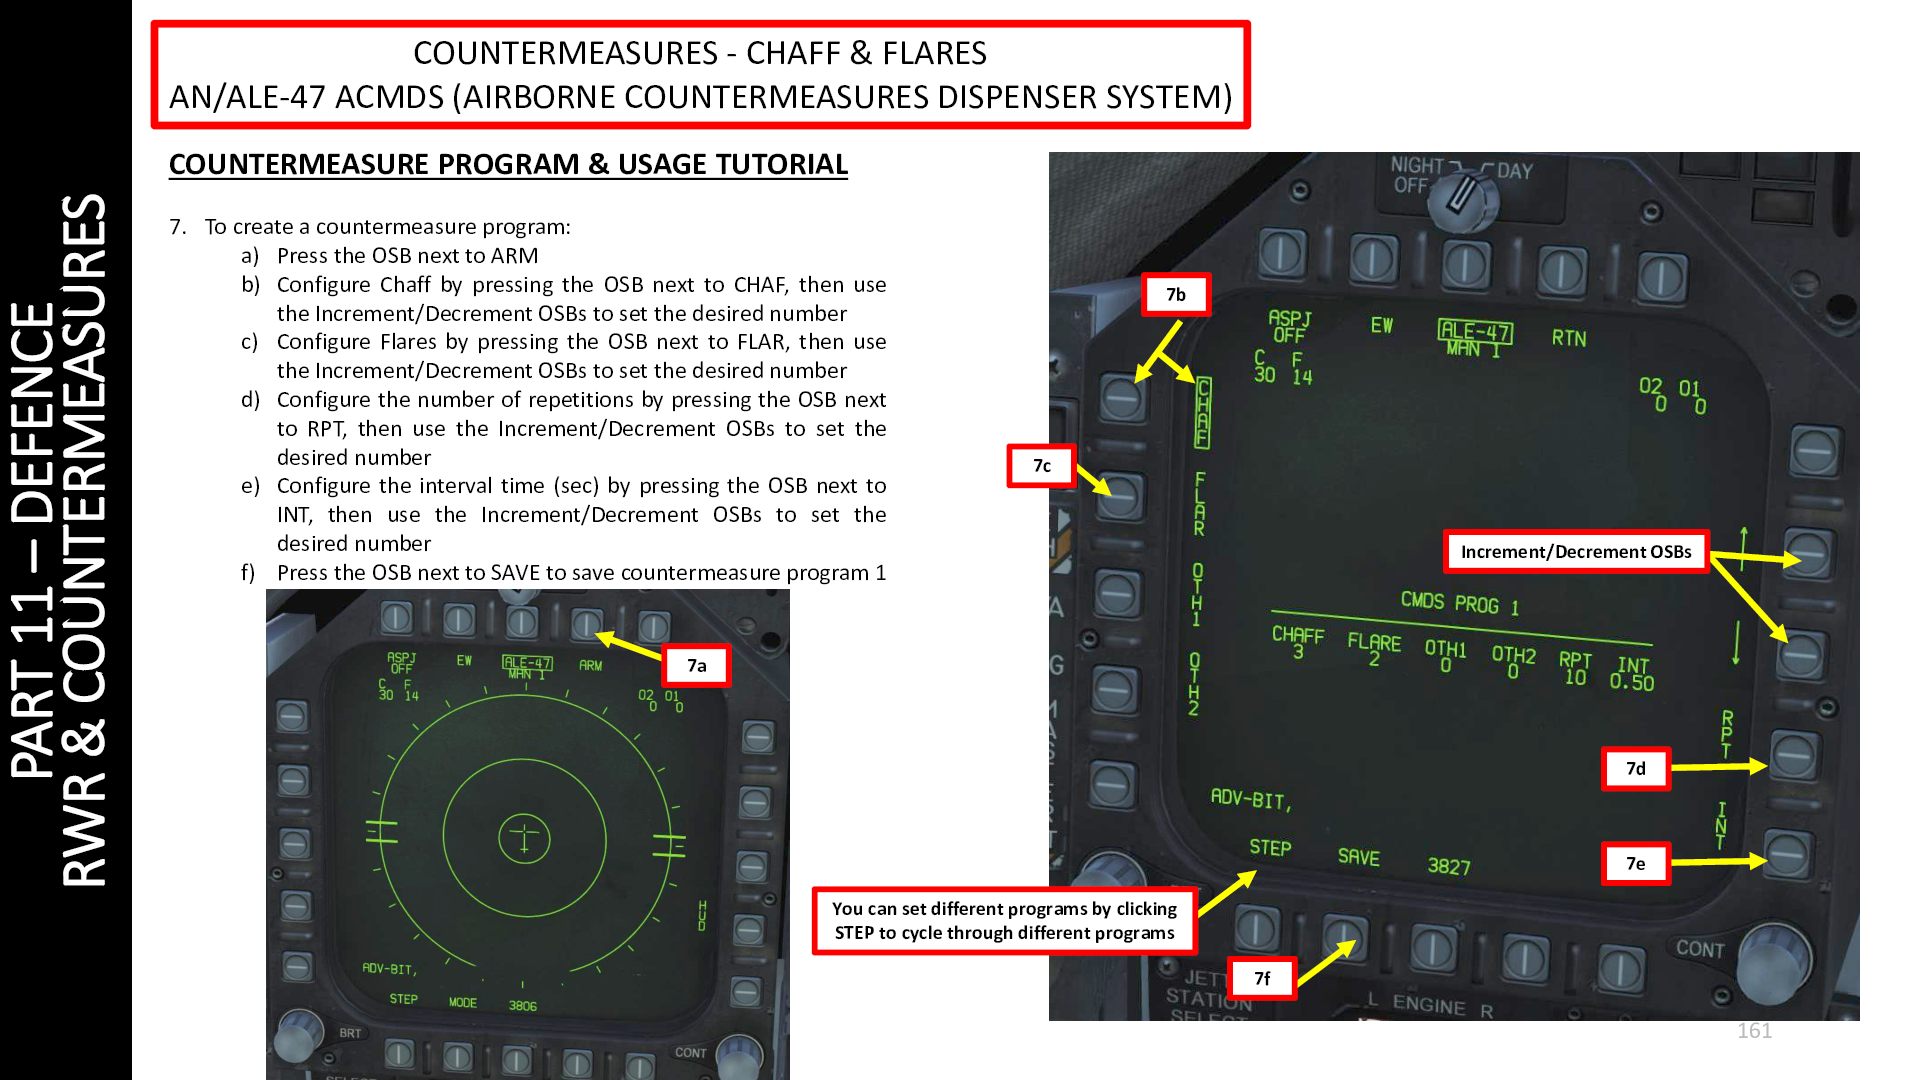 PART 11 – DEFENCE
RWR & COUNTERMEASURES
COUNTERMEASURES - CHAFF & FLARES
AN/ALE-47 ACMDS (AIRBORNE COUNTERMEASURES DISPENSER SYSTEM)
COUNTERMEASURE PROGRAM & USAGE TUTORIAL
7. To create a countermeasure program:
a) Press the OSB next to ARM
b) Configure Chaff by pressing the OSB next to CHAF, then use
the Increment/Decrement OSBs to set the desired number
c) Configure Flares by pressing the OSB next to FLAR, then use
the Increment/Decrement OSBs to set the desired number
d) Configure the number of repetitions by pressing the OSB next
to RPT, then use the Increment/Decrement OSBs to set the
desired number
e) Configure the interval time (sec) by pressing the OSB next to
INT, then use the Increment/Decrement OSBs to set the
desired number
f) Press the OSB next to SAVE to save countermeasure program 1
7a
ASPJ EW ALE-47 ARM
OFF MAN 1
C F O2 O1
30 14 0 0
HUD
ADV-BIT,
STEP MODE 3806
BRT
CONT
NIGHT DAY
OFF
7b
ASPJ EW ALE-47 RTN
OFF MAN 1
C F O2 O1
30 14 0 0
CHAF
7c
FLAR
OTH1
OTH2
Increment/Decrement OSBs
CMDS PROG 1
CHAFF FLARE OTH1 OTH2 RPT INT
3 2 0 0 10 0.50
RPT
7d
INT
7e
ADV-BIT,
STEP SAVE 3827
You can set different programs by clicking
STEP to cycle through different programs
7f
CONT
JETT
STATION
SELECT
L ENGINE R
161